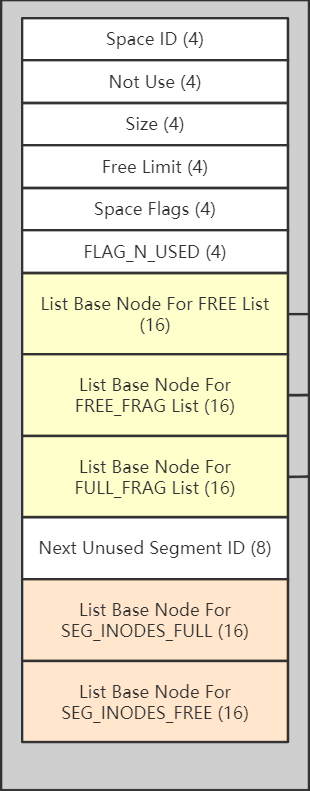 Space ID (4)
Not Use (4)
Size (4)
Free Limit (4)
Space Flags (4)
FLAG_N_USED (4)
List Base Node For FREE List
(16)
List Base Node For
FREE_FRAG List (16)
List Base Node For
FULL_FRAG List (16)
Next Unused Segment ID (8)
List Base Node For
SEG_INODES_FULL (16)
List Base Node For
SEG_INODES_FREE (16)